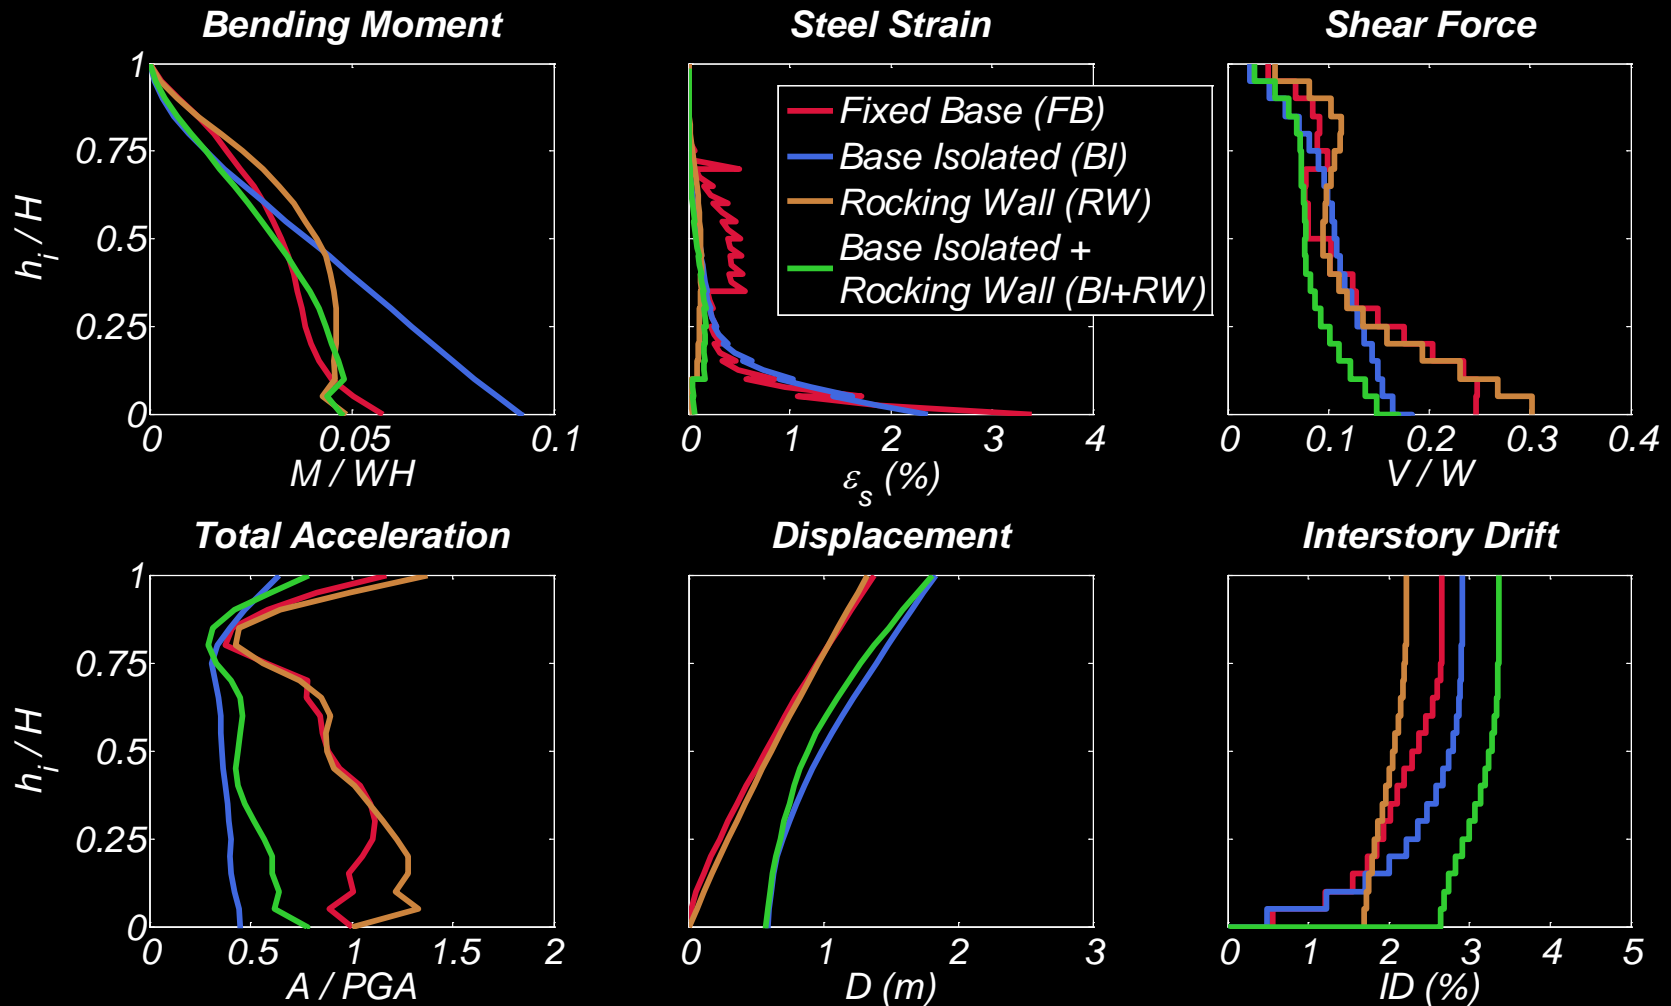 Bending Moment
Steel Strain
Shear Force
1
0.75
0.5
0.25
0
h_i / H
0 0.05 0.1
M / WH
0 1 2 3 4
ε_s (%)
0 0.1 0.2 0.3 0.4
V / W
Fixed Base (FB)
Base Isolated (BI)
Rocking Wall (RW)
Base Isolated +
Rocking Wall (BI+RW)
Total Acceleration
Displacement
Interstory Drift
1
0.75
0.5
0.25
0
h_i / H
0 0.5 1 1.5 2
A / PGA
0 1 2 3
D (m)
0 1 2 3 4 5
ID (%)